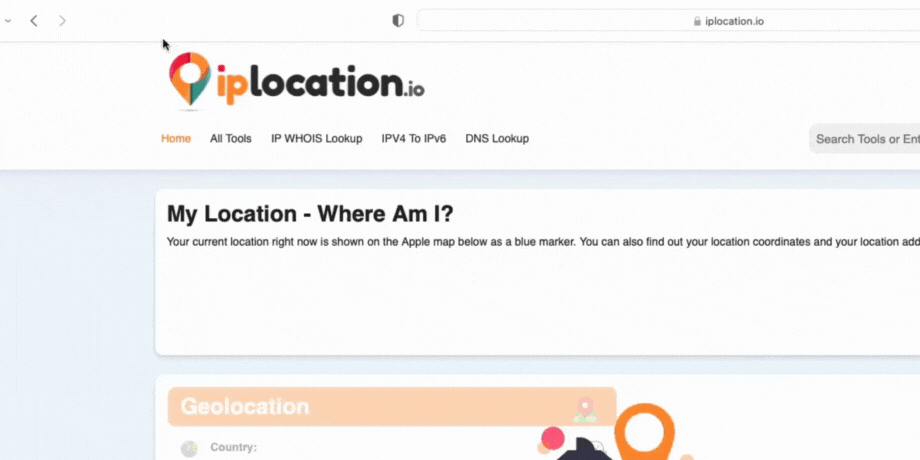 iplocation.io
iplocation.io
Home All Tools IP WHOIS Lookup IPV4 To IPv6 DNS Lookup
Search Tools or Ent
My Location - Where Am I?
Your current location right now is shown on the Apple map below as a blue marker. You can also find out your location coordinates and your location add
Geolocation
Country: